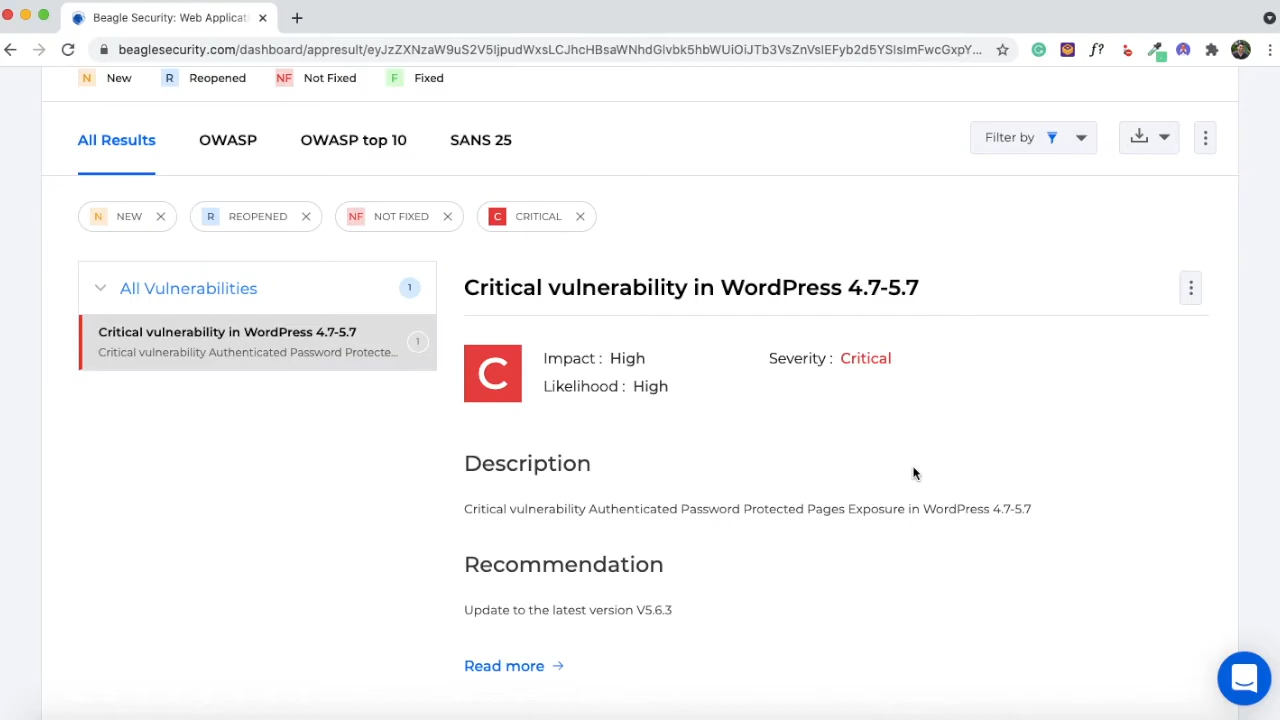 Beagle Security: Web Applicati
beaglesecurity.com/dashboard/appresult/
N New R Reopened NF Not Fixed F Fixed
All Results OWASP OWASP top 10 SANS 25 Filter by
N NEW R REOPENED NF NOT FIXED C CRITICAL
All Vulnerabilities 1
Critical vulnerability in WordPress 4.7-5.7
Critical vulnerability Authenticated Password Protecte... 1
Critical vulnerability in WordPress 4.7-5.7
C
Impact : High Severity : Critical
Likelihood : High
Description
Critical vulnerability Authenticated Password Protected Pages Exposure in WordPress 4.7-5.7
Recommendation
Update to the latest version V5.6.3
Read more